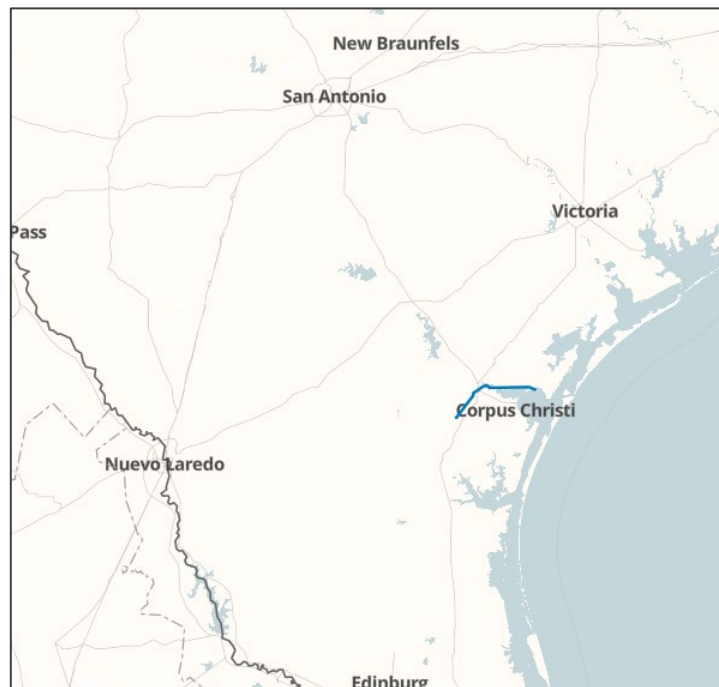 New Braunfels
San Antonio
Victoria
Pass
Corpus Christi
Nuevo Laredo
Edinburg